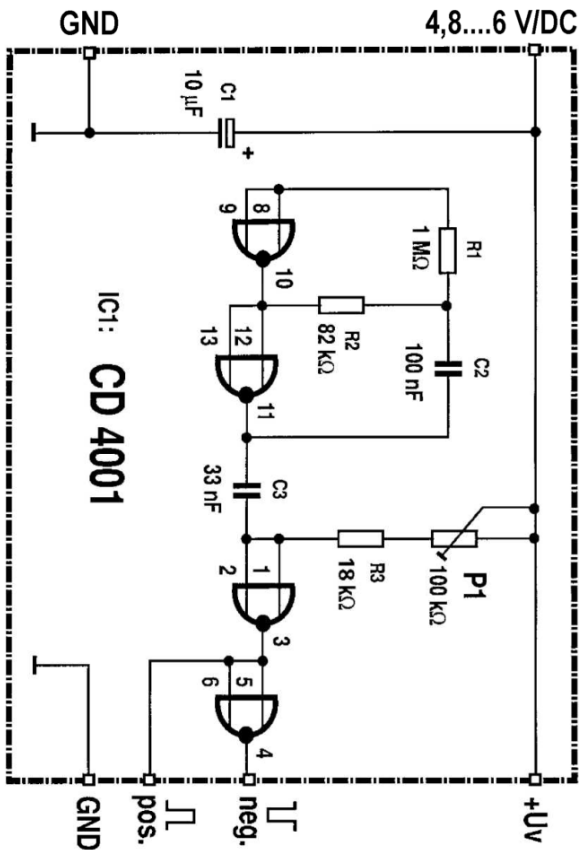 GND
4,8....6 V/DC
C1
10 µF
+
8
9
10
R1
1 MΩ
R2
82 kΩ
12
13
11
C2
100 nF
IC1:
CD 4001
C3
33 nF
1
2
3
R3
18 kΩ
P1
100 kΩ
5
6
4
GND
pos.
neg.
+Uv